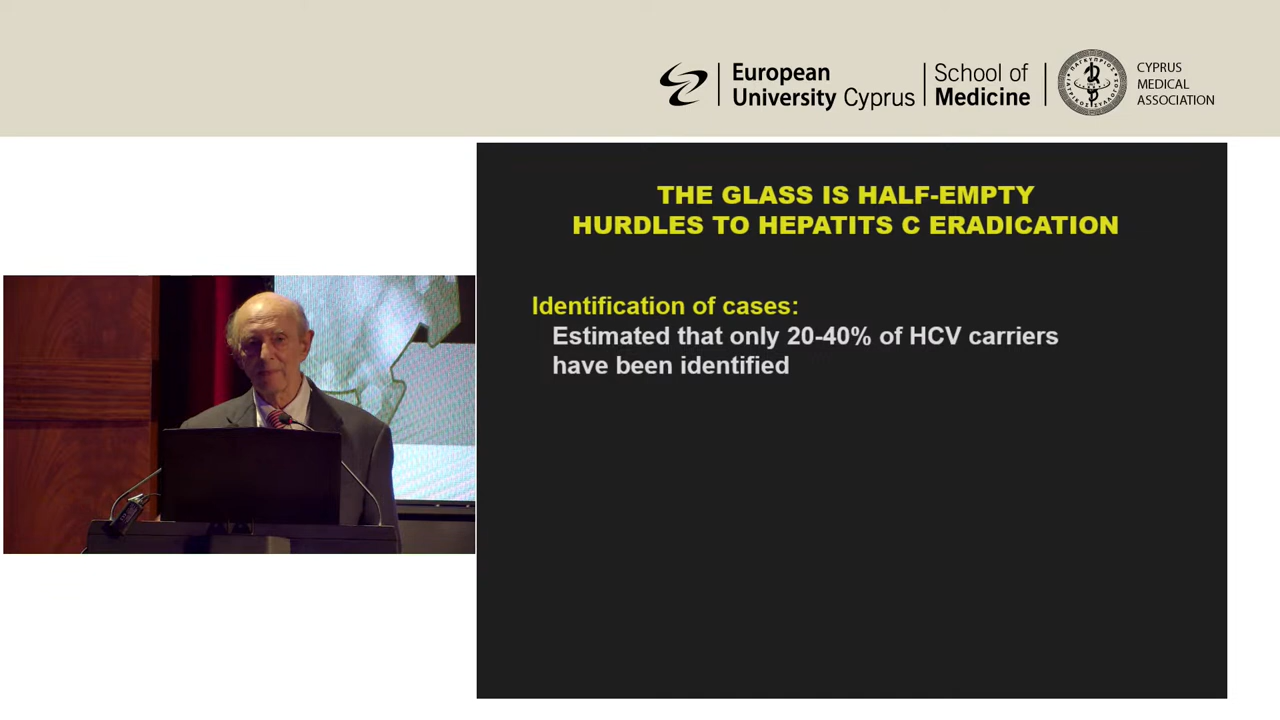 European
University Cyprus
School of
Medicine
CYPRUS
MEDICAL
ASSOCIATION
THE GLASS IS HALF-EMPTY
HURDLES TO HEPATITS C ERADICATION
Identification of cases:
Estimated that only 20-40% of HCV carriers
have been identified